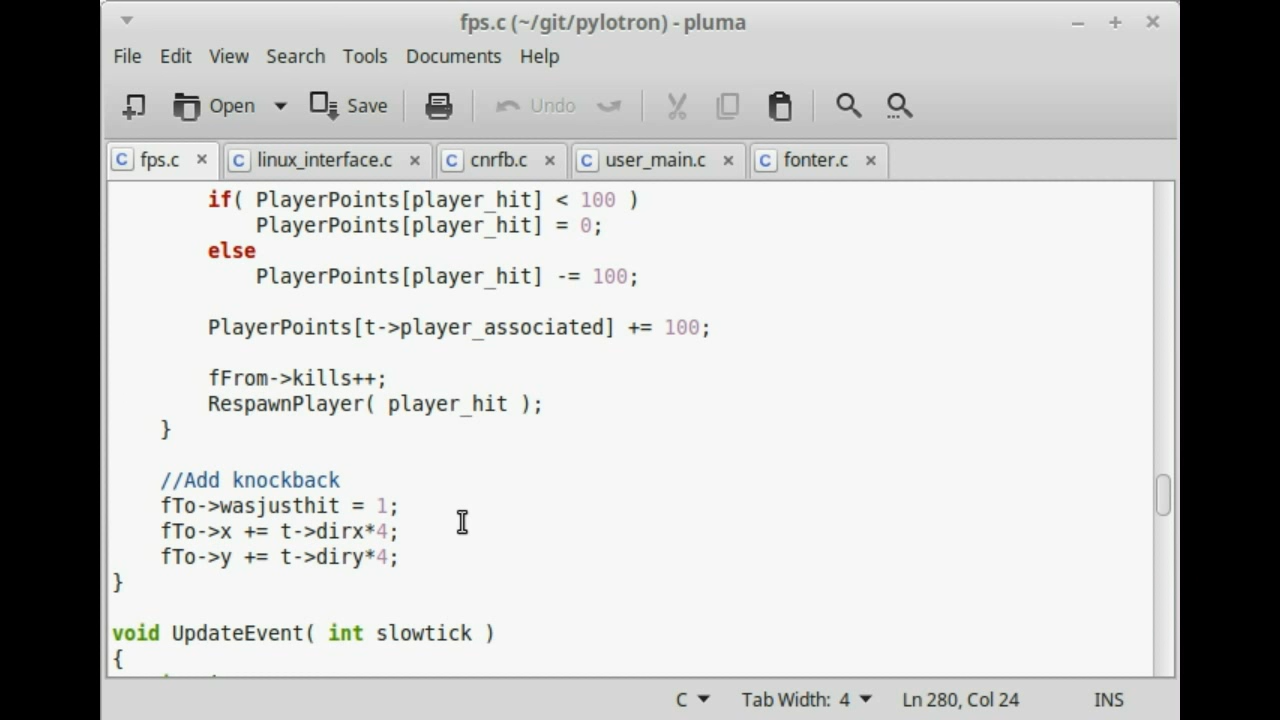 fps.c (~/git/pylotron) - pluma
File Edit View Search Tools Documents Help
Open Save Undo
fps.c linux_interface.c cnrfb.c user_main.c fonter.c
if( PlayerPoints[player_hit] < 100 )
PlayerPoints[player_hit] = 0;
else
PlayerPoints[player_hit] -= 100;
PlayerPoints[t->player_associated] += 100;
fFrom->kills++;
RespawnPlayer( player_hit );
}
//Add knockback
fTo->wasjusthit = 1;
fTo->x += t->dirx*4;
fTo->y += t->diry*4;
}
void UpdateEvent( int slowtick )
{
C Tab Width: 4 Ln 280, Col 24 INS